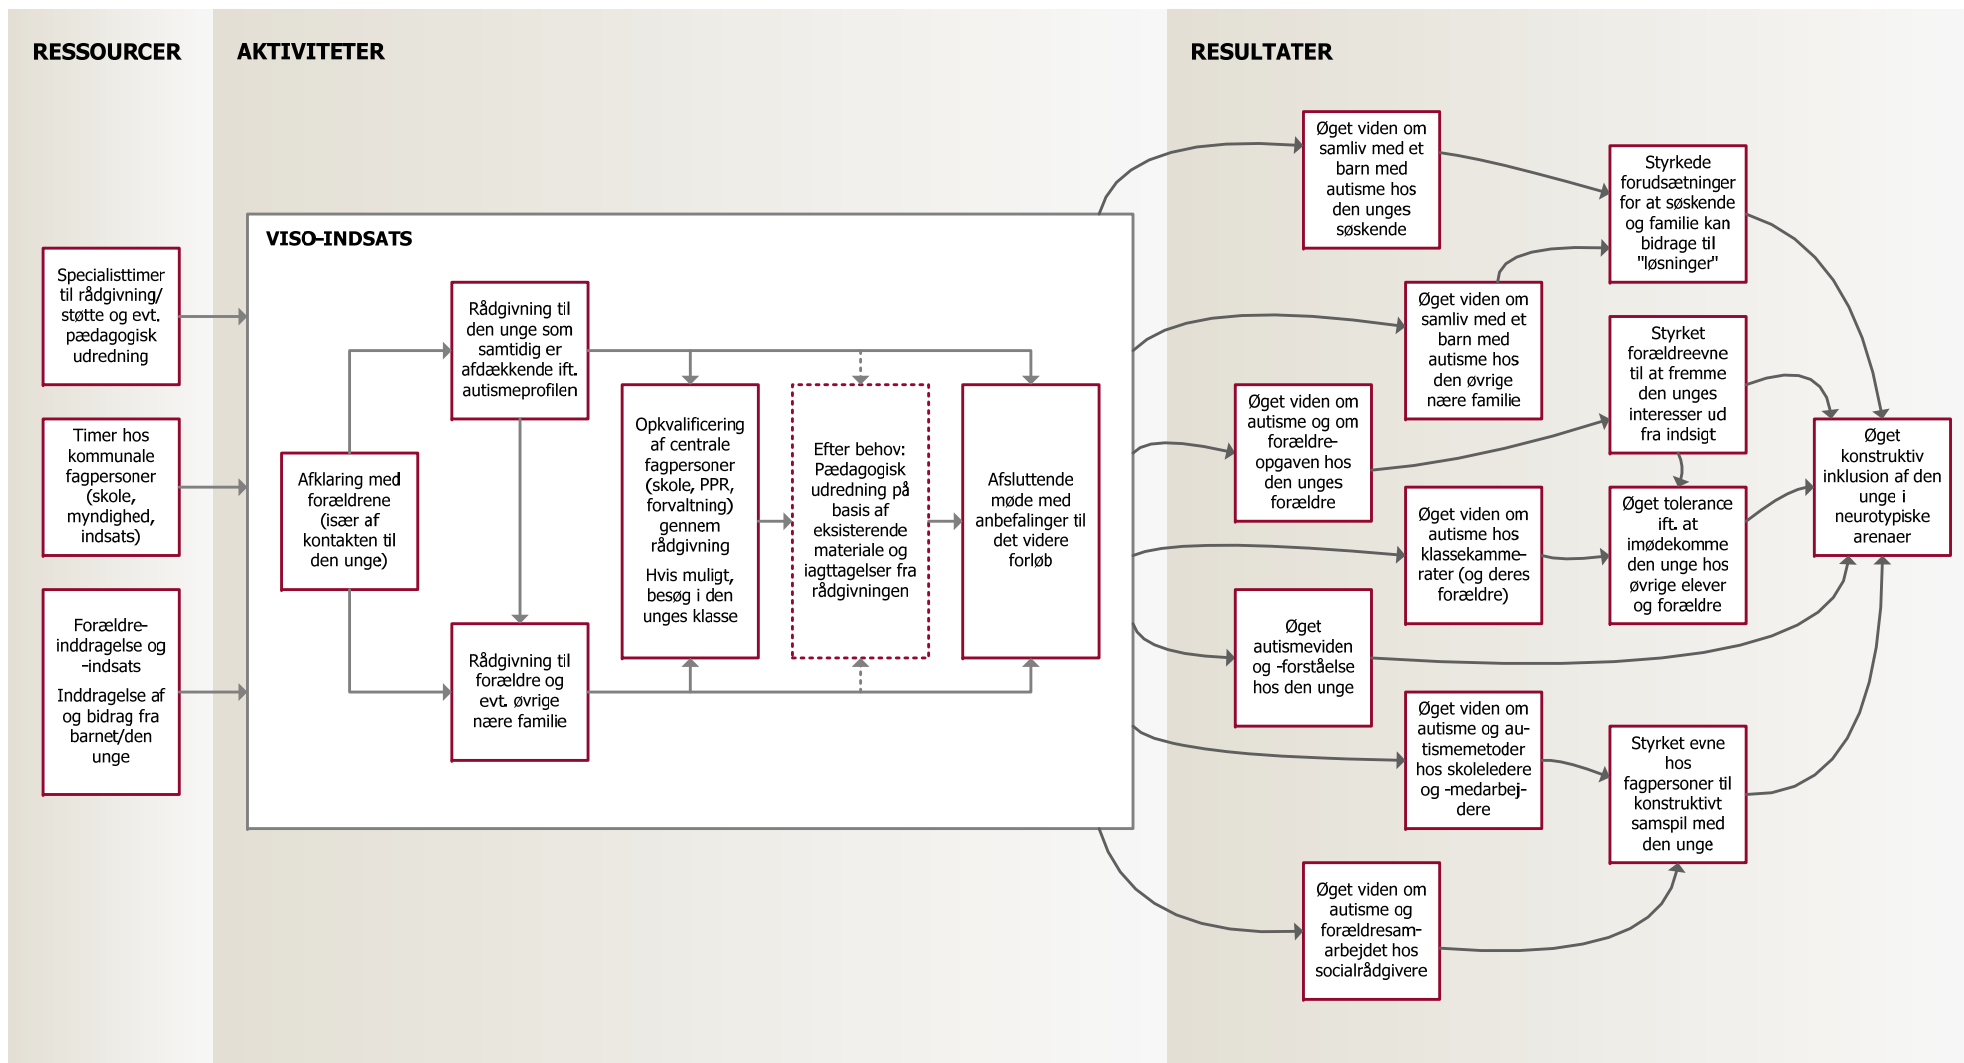 RESSOURCER
AKTIVITETER
RESULTATER
Specialisttimer
til rådgivning/
støtte og evt.
pædagogisk
udredning
Timer hos
kommunale
fagpersoner
(skole,
myndighed,
indsats)
Forældre-
inddragelse og
-indsats
Inddragelse af
og bidrag fra
barnet/den
unge
VISO-INDSATS
Afklaring med
forældrene
(især af
kontakten til
den unge)
Rådgivning til
den unge som
samtidig er
afdækkende ift.
autismeprofilen
Rådgivning til
forældre og
evt. øvrige
nære familie
Opkvalificering
af centrale
fagpersoner
(skole, PPR,
forvaltning)
gennem
rådgivning
Hvis muligt,
besøg i den
unges klasse
Efter behov:
Pædagogisk
udredning på
basis af
eksisterende
materiale og
iagttagelser fra
rådgivningen
Afsluttende
møde med
anbefalinger til
det videre
forløb
Øget viden om
samliv med et
barn med
autisme hos
den unges
søskende
Øget viden om
samliv med et
barn med
autisme hos
den øvrige
nære familie
Øget viden om
autisme og om
forældre-
opgaven hos
den unges
forældre
Øget viden om
autisme hos
klassekamme-
rater (og deres
forældre)
Øget
autismeviden
og -forståelse
hos den unge
Øget viden om
autisme og au-
tismemetoder
hos skoleledere
og -medarbej-
dere
Øget viden om
autisme og
forældresam-
arbejdet hos
socialrådgivere
Styrkede
forudsætninger
for at søskende
og familie kan
bidrage til
"løsninger"
Styrket
forældreevne
til at fremme
den unges
interesser ud
fra indsigt
Øget tolerance
ift. at
imødekomme
den unge hos
øvrige elever
og forældre
Styrket evne
hos
fagpersoner til
konstruktivt
samspil med
den unge
Øget
konstruktiv
inklusion af den
unge i
neurotypiske
arenaer